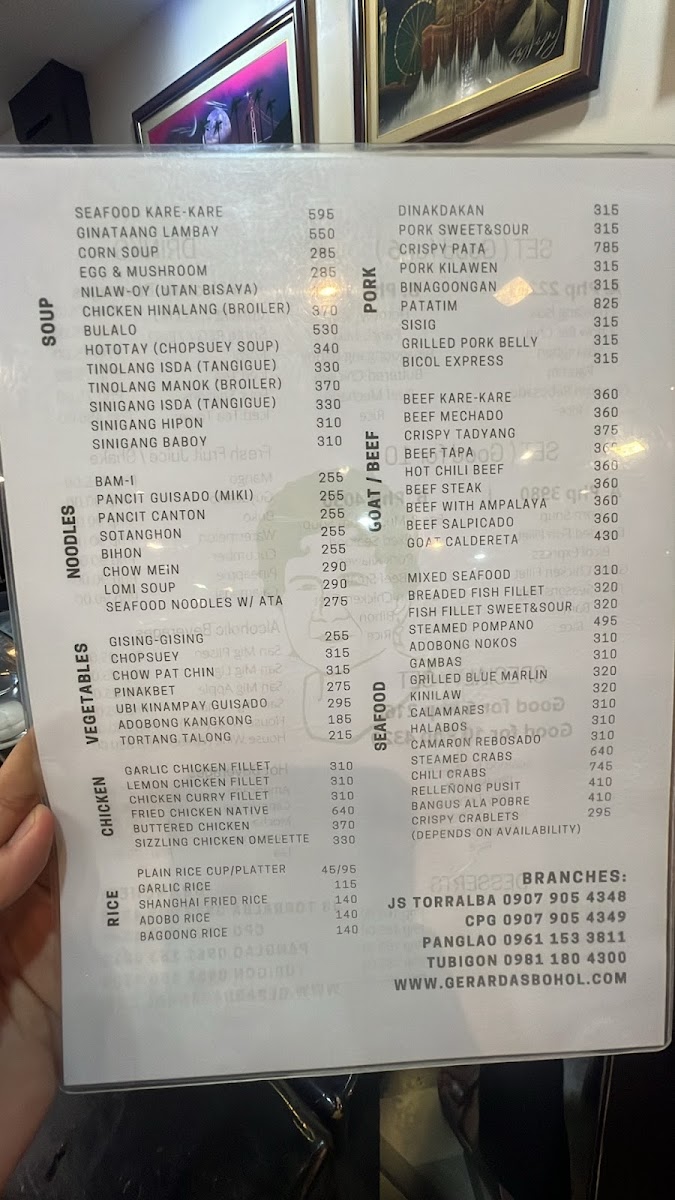 SOUP
SEAFOOD KARE-KARE 595
GINATAANG LAMBAY 550
CORN SOUP 285
EGG & MUSHROOM 285
NILAW-OY (UTAN BISAYA)
CHICKEN HINALANG (BROILER) 370
BULALO 530
HOTOTAY (CHOPSUEY SOUP) 340
TINOLANG ISDA (TANGIGUE) 330
TINOLANG MANOK (BROILER) 370
SINIGANG ISDA (TANGIGUE) 330
SINIGANG HIPON 310
SINIGANG BABOY 310
NOODLES
BAM-I 255
PANCIT GUISADO (MIKI) 255
PANCIT CANTON 255
SOTANGHON 255
BIHON 255
CHOW MEiN 290
LOMI SOUP 290
SEAFOOD NOODLES W/ ATA 275
VEGETABLES
GISING-GISING 255
CHOPSUEY 315
CHOW PAT CHIN 315
PINAKBET 275
UBI KINAMPAY GUISADO 295
ADOBONG KANGKONG 185
TORTANG TALONG 215
CHICKEN
GARLIC CHICKEN FILLET 310
LEMON CHICKEN FILLET 310
CHICKEN CURRY FILLET 310
FRIED CHICKEN NATIVE 640
BUTTERED CHICKEN 370
SIZZLING CHICKEN OMELETTE 330
RICE
PLAIN RICE CUP/PLATTER 45/95
GARLIC RICE 115
SHANGHAI FRIED RICE 140
ADOBO RICE 140
BAGOONG RICE 140
PORK
DINAKDAKAN 315
PORK SWEET&SOUR 315
CRISPY PATA 785
PORK KILAWEN 315
BINAGOONGAN 315
PATATIM 825
SISIG 315
GRILLED PORK BELLY 315
BICOL EXPRESS 315
GOAT / BEEF
BEEF KARE-KARE 360
BEEF MECHADO 360
CRISPY TADYANG 375
BEEF TAPA
HOT CHILI BEEF 360
BEEF STEAK 360
BEEF WITH AMPALAYA 360
BEEF SALPICADO 360
GOAT CALDERETA 430
SEAFOOD
MIXED SEAFOOD 310
BREADED FISH FILLET 320
FISH FILLET SWEET&SOUR 320
STEAMED POMPANO 495
ADOBONG NOKOS 310
GAMBAS 310
GRILLED BLUE MARLIN 320
KINILAW 320
CALAMARES 310
HALABOS 310
CAMARON REBOSADO 310
STEAMED CRABS 640
CHILI CRABS 745
RELLEÑONG PUSIT 410
BANGUS ALA POBRE 410
CRISPY CRABLETS 295
(DEPENDS ON AVAILABILITY)
BRANCHES:
JS TORRALBA 0907 905 4348
CPG 0907 905 4349
PANGLAO 0961 153 3811
TUBIGON 0981 180 4300
WWW.GERARDASBOHOL.COM